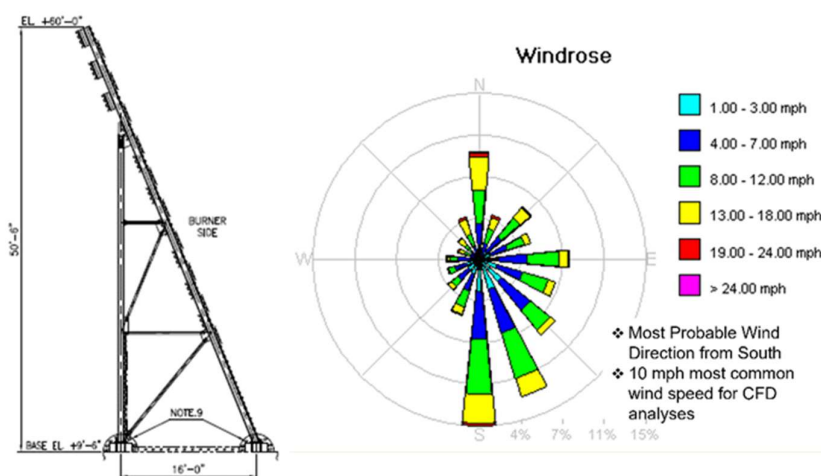 EL. +60'-0"
50'-6"
BURNER
SIDE
NOTE.9
BASE EL. +9'-6"
16'-0"
Windrose
N
W
E
S
4%
7%
11%
15%
1.00 - 3.00 mph
4.00 - 7.00 mph
8.00 - 12.00 mph
13.00 - 18.00 mph
19.00 - 24.00 mph
> 24.00 mph
❖ Most Probable Wind
Direction from South
❖ 10 mph most common
wind speed for CFD
analyses